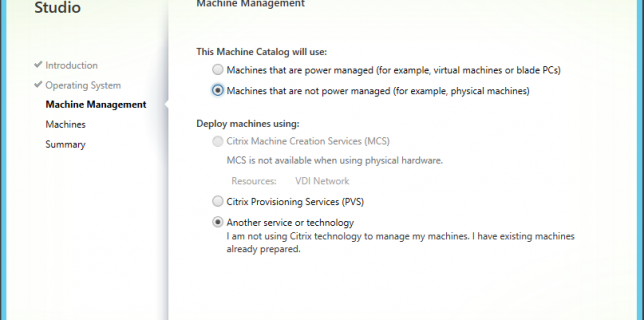 Studio
Machine Management
Introduction
Operating System
Machine Management
Machines
Summary
This Machine Catalog will use:
Machines that are power managed (for example, virtual machines or blade PCs)
Machines that are not power managed (for example, physical machines)
Deploy machines using:
Citrix Machine Creation Services (MCS)
MCS is not available when using physical hardware.
Resources: VDI Network
Citrix Provisioning Services (PVS)
Another service or technology
I am not using Citrix technology to manage my machines. I have existing machines
already prepared.